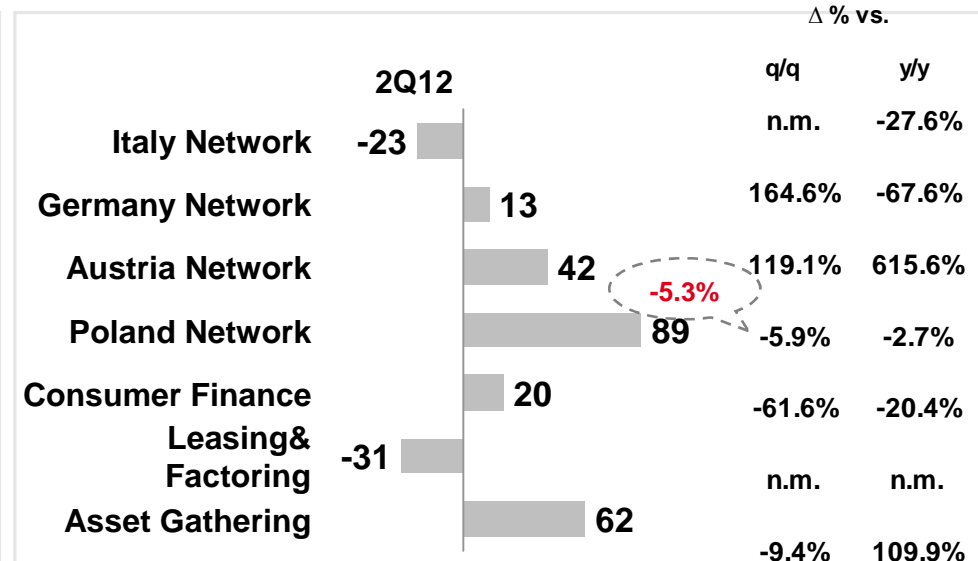 Δ % vs.
q/q y/y
2Q12
Italy Network -23 n.m. -27.6%
Germany Network 13 164.6% -67.6%
Austria Network 42 119.1% 615.6%
-5.3%
Poland Network 89 -5.9% -2.7%
Consumer Finance 20 -61.6% -20.4%
Leasing&
Factoring -31 n.m. n.m.
Asset Gathering 62 -9.4% 109.9%